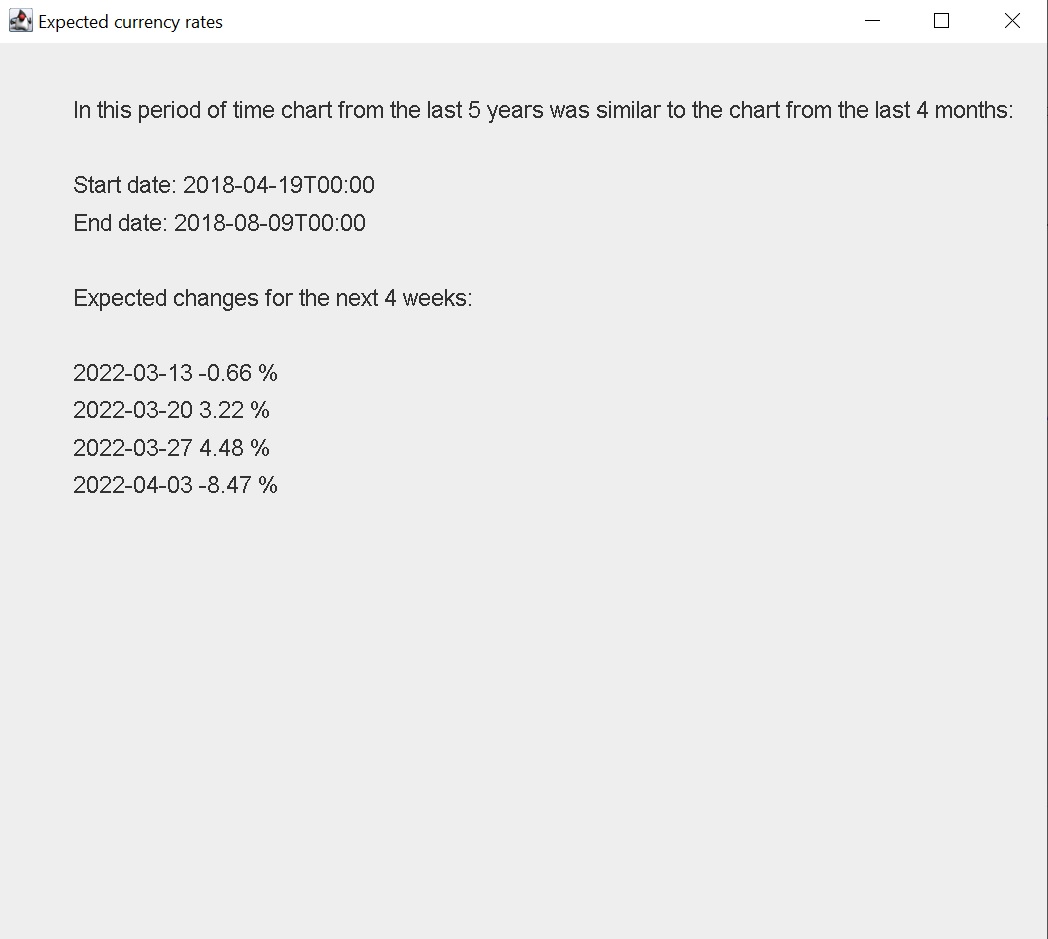 Expected currency rates
In this period of time chart from the last 5 years was similar to the chart from the last 4 months:
Start date: 2018-04-19T00:00
End date: 2018-08-09T00:00
Expected changes for the next 4 weeks:
2022-03-13 -0.66 %
2022-03-20 3.22 %
2022-03-27 4.48 %
2022-04-03 -8.47 %